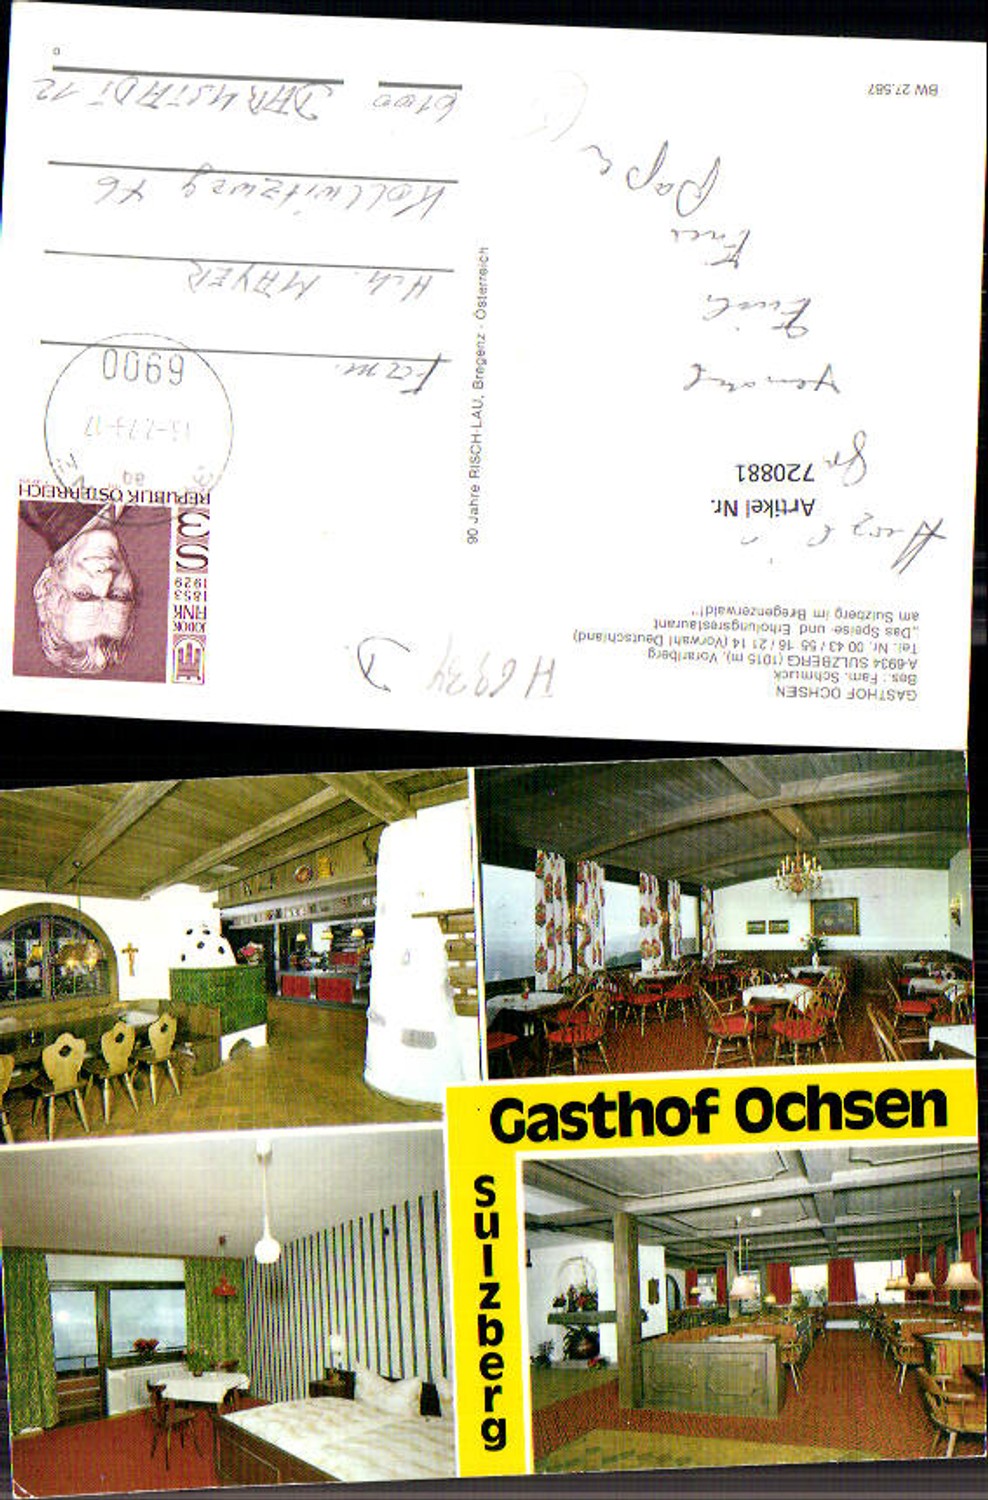 GASTHOF OCHSEN
Bes.: Fam. Schmuck
A-6934 SULZBERG (1015 m), Vorarlberg
Tel. Nr. 00 43 / 55 16 / 21 14 (Vorwahl Deutschland)
„Das Speise- und Erholungsrestaurant
am Sulzberg im Bregenzerwald!"
Artikel Nr.
720881
Papa
BW 27.587
90 Jahre RISCH-LAU, Bregenz - Österreich
JODOK
FINK
1853
1929
S3
REPUBLIK ÖSTERREICH
6900
Fam.
H.h. MAYER
Kollwitzweg 46
6100 DARMSTADT 12
Gasthof Ochsen
sulzberg